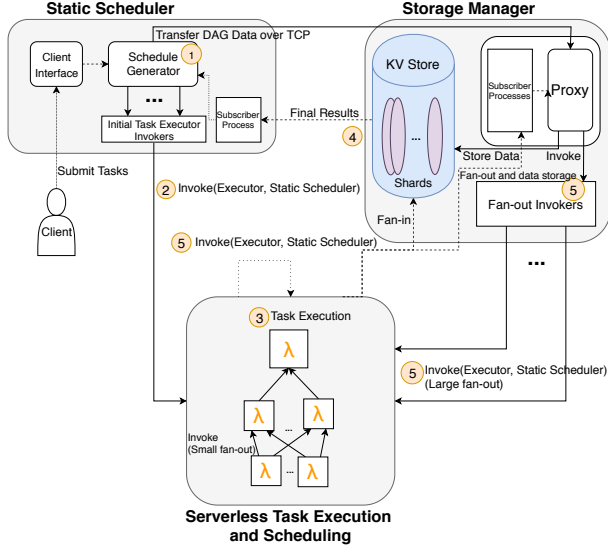 Static Scheduler
Storage Manager
Transfer DAG Data over TCP
Client
Interface
Schedule
Generator
1
...
Initial Task Executor
Invokers
Subscriber
Process
Final Results
4
KV Store
...
Shards
Subscriber
Processes
Proxy
Store Data
Invoke
Fan-out and data storage
5
Fan-out Invokers
Fan-in
...
Submit Tasks
Client
2 Invoke(Executor, Static Scheduler)
5 Invoke(Executor, Static Scheduler)
3 Task Execution
λ
λ
...
λ
Invoke
(Small fan-out)
λ
...
λ
5 Invoke(Executor, Static Scheduler)
(Large fan-out)
Serverless Task Execution
and Scheduling